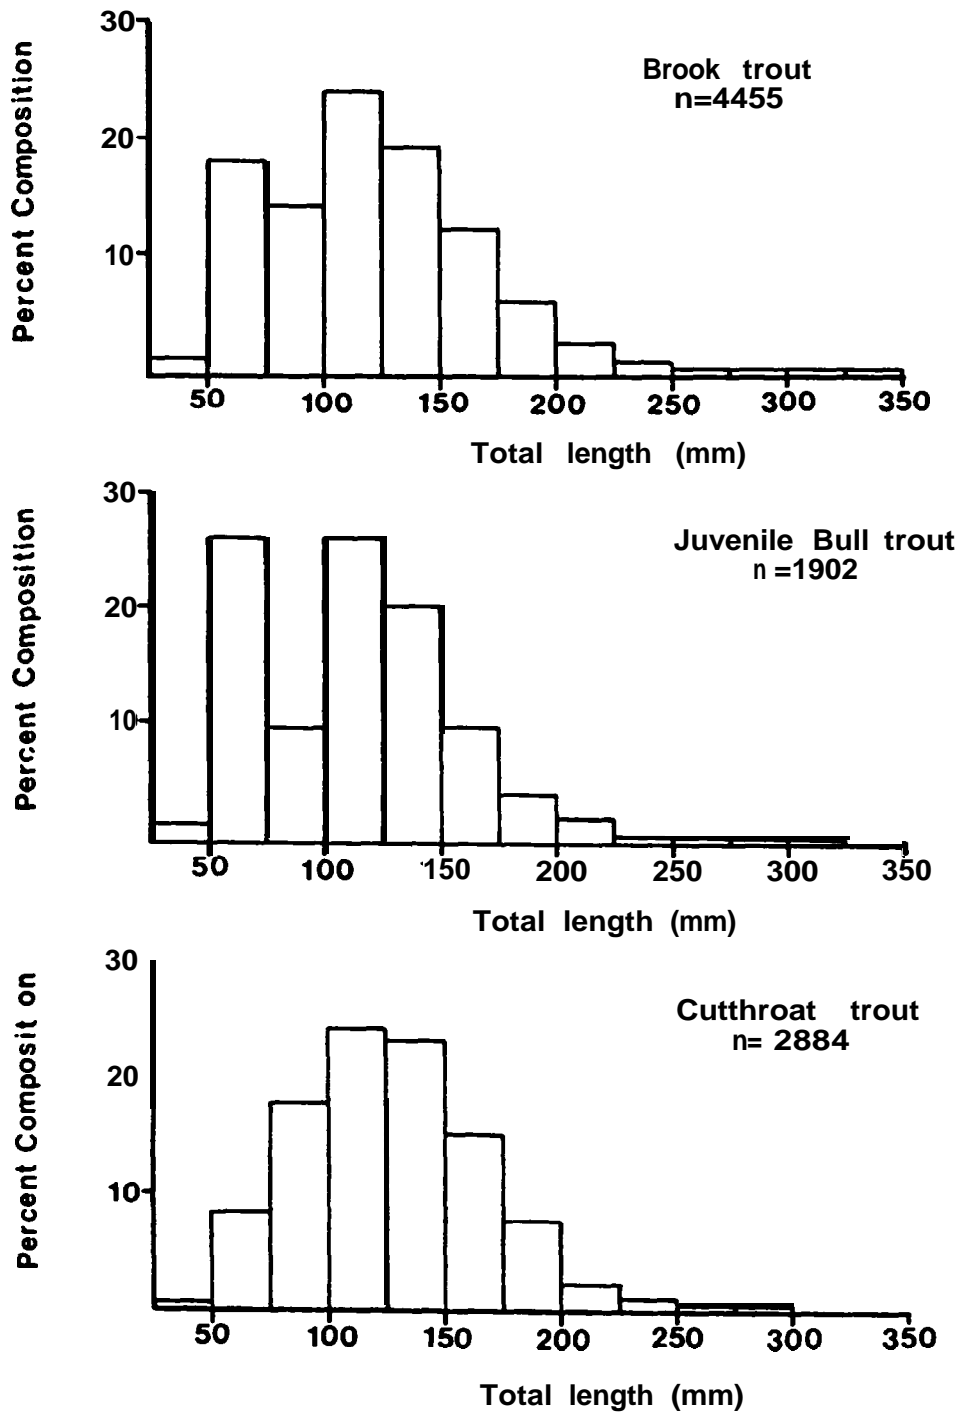 Percent Composition
30
20
10
Brook trout
n=4455
50 100 150 200 250 300 350
Total length (mm)
Percent Composition
30
20
10
Juvenile Bull trout
n =1902
50 100 150 200 250 300 350
Total length (mm)
Percent Composit on
30
20
10
Cutthroat trout
n= 2884
50 100 150 200 250 300 350
Total length (mm)